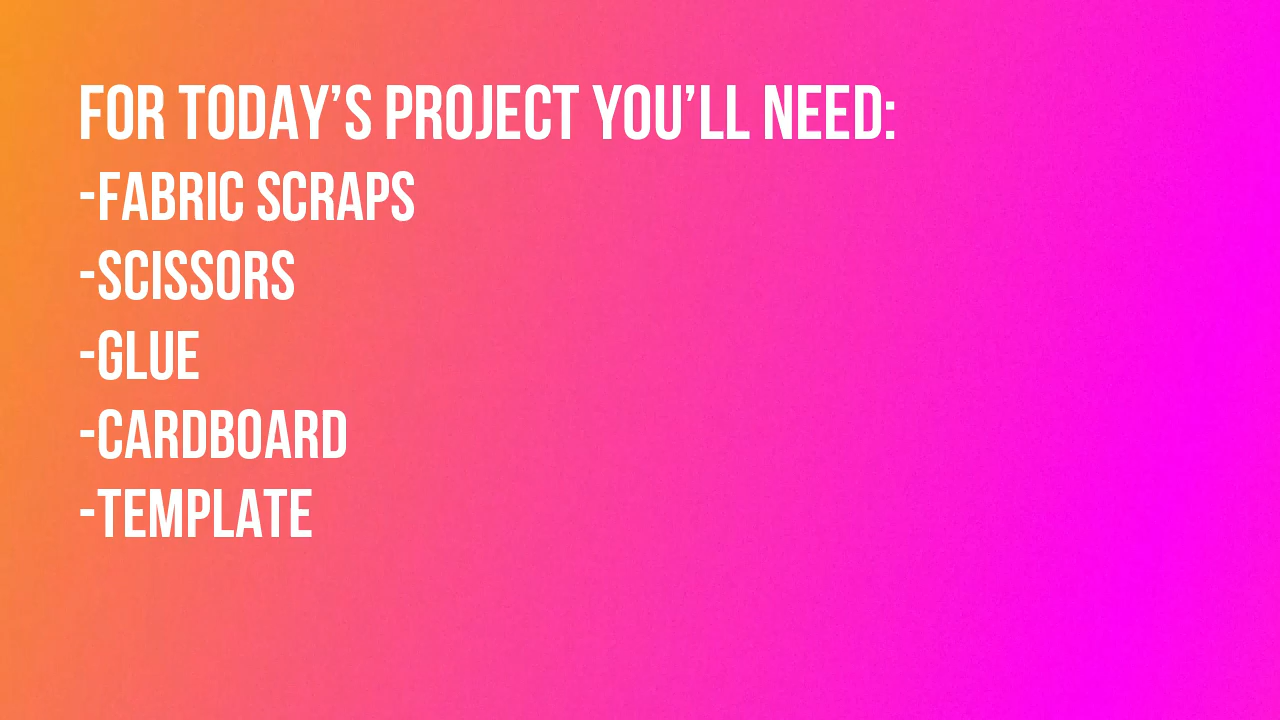 FOR TODAY’S PROJECT YOU’LL NEED:
-FABRIC SCRAPS
-SCISSORS
-GLUE
-CARDBOARD
-TEMPLATE